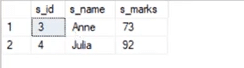 s_id s_name s_marks
1 3 Anne 73
2 4 Julia 92